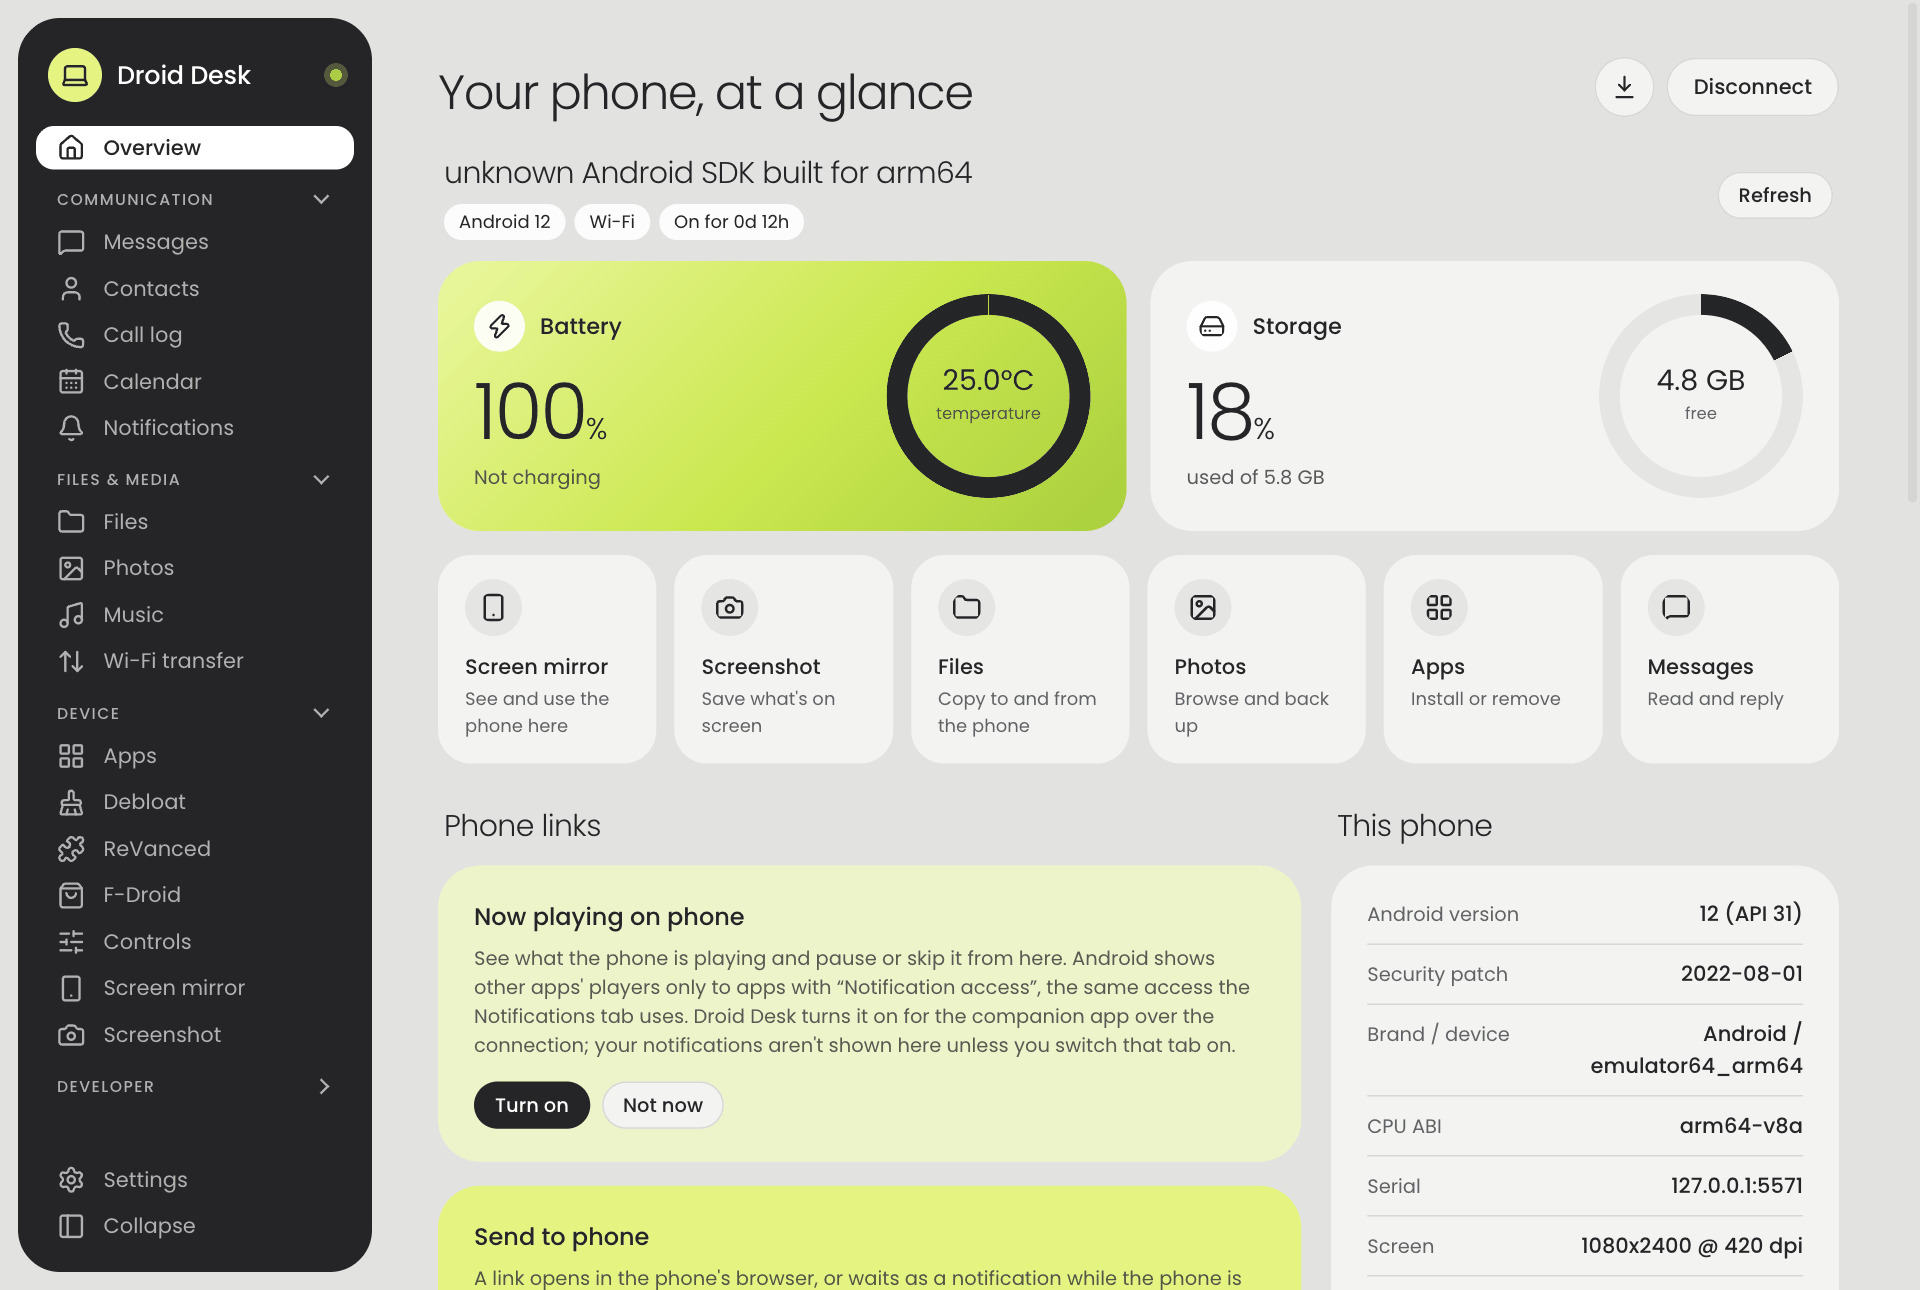 Droid Desk
Overview
COMMUNICATION
Messages
Contacts
Call log
Calendar
Notifications
FILES & MEDIA
Files
Photos
Music
Wi-Fi transfer
DEVICE
Apps
Debloat
ReVanced
F-Droid
Controls
Screen mirror
Screenshot
DEVELOPER
Settings
Collapse
Your phone, at a glance
Disconnect
unknown Android SDK built for arm64
Android 12
Wi-Fi
On for 0d 12h
Refresh
Battery
100%
Not charging
25.0°C
temperature
Storage
18%
used of 5.8 GB
4.8 GB
free
Screen mirror
See and use the
phone here
Screenshot
Save what's on
screen
Files
Copy to and from
the phone
Photos
Browse and back
up
Apps
Install or remove
Messages
Read and reply
Phone links
Now playing on phone
See what the phone is playing and pause or skip it from here. Android shows
other apps' players only to apps with “Notification access”, the same access the
Notifications tab uses. Droid Desk turns it on for the companion app over the
connection; your notifications aren't shown here unless you switch that tab on.
Turn on
Not now
Send to phone
A link opens in the phone's browser, or waits as a notification while the phone is
This phone
Android version 12 (API 31)
Security patch 2022-08-01
Brand / device Android /
emulator64_arm64
CPU ABI arm64-v8a
Serial 127.0.0.1:5571
Screen 1080x2400 @ 420 dpi